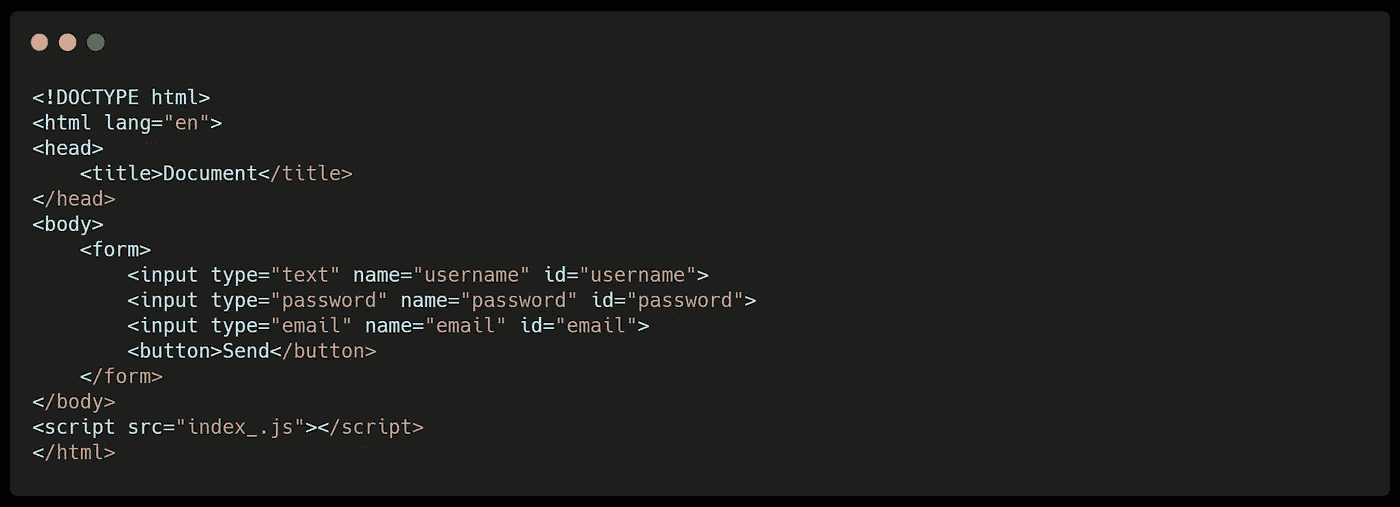 <!DOCTYPE html>
<html lang="en">
<head>
    <title>Document</title>
</head>
<body>
    <form>
        <input type="text" name="username" id="username">
        <input type="password" name="password" id="password">
        <input type="email" name="email" id="email">
        <button>Send</button>
    </form>
</body>
<script src="index_.js"></script>
</html>